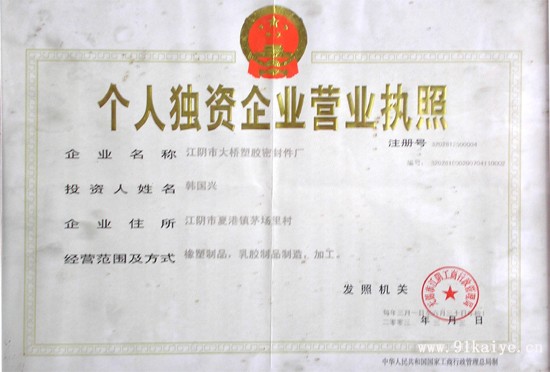 个人独资企业营业执照
注册号
编号:
企业名称 江阴市大桥塑胶密封件厂
投资人姓名 韩国兴
企业住所 江阴市夏港镇茅场里村
经营范围及方式 橡塑制品,乳胶制品制造、加工。
发照机关
年 月 日
中华人民共和国国家工商行政管理总局制
www.91kaiye.cn